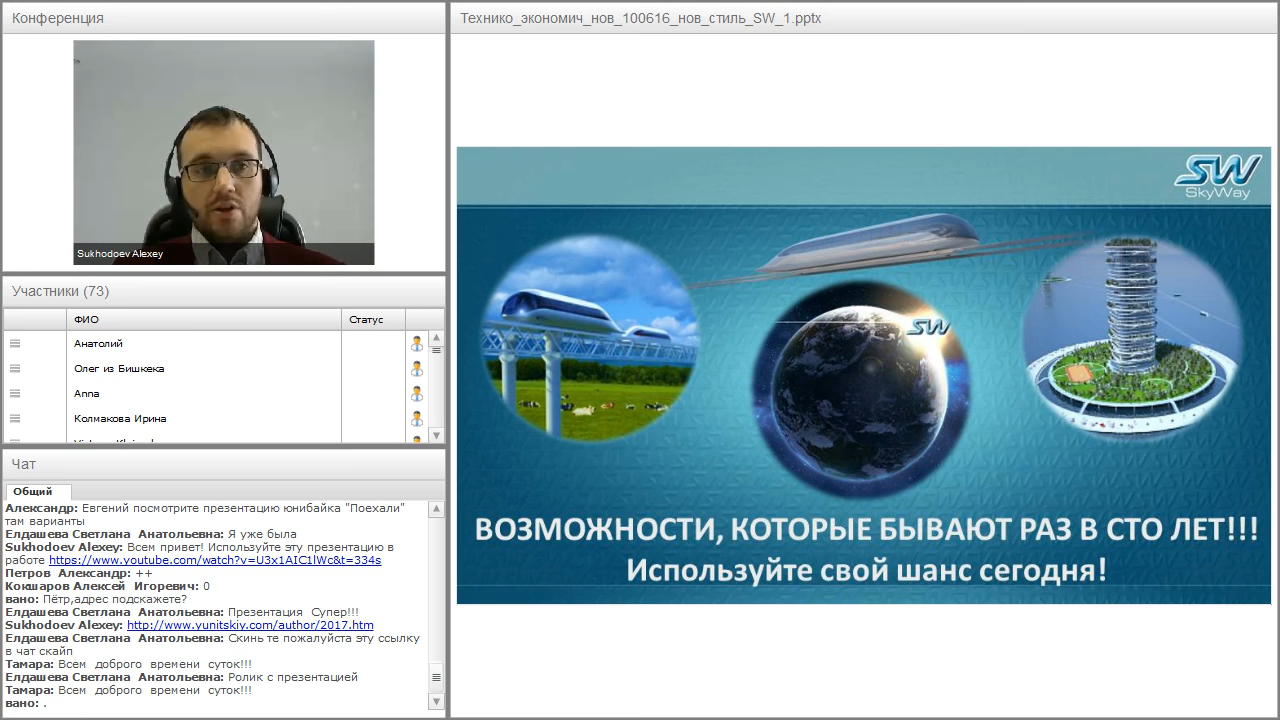 Конференция
Sukhodoev Alexey
Участники (73)
ФИО
Статус
Анатолий
Олег из Бишкека
Anna
Колмакова Ирина
Чат
Общий
Александр: Евгений посмотрите презентацию юнибайка "Поехали"
там варианты
Елдашева Светлана Анатольевна: Я уже была
Sukhodoev Alexey: Всем привет! Используйте эту презентацию в
работе https://www.youtube.com/watch?v=U3x1AIC1lWc&t=334s
Петров Александр: ++
Кокшаров Алексей Игоревич: 0
вано: Пётр,адрес подскажете?
Елдашева Светлана Анатольевна: Презентация Супер!!!
Sukhodoev Alexey: http://www.yunitskiy.com/author/2017.htm
Елдашева Светлана Анатольевна: Скинь те пожалуйста эту ссылку
в чат скайп
Тамара: Всем доброго времени суток!!!
Елдашева Светлана Анатольевна: Ролик с презентацией
Тамара: Всем доброго времени суток!!!
вано: .
Технико_экономич_нов_100616_нов_стиль_SW_1.pptx
SW
SkyWay
SW
ВОЗМОЖНОСТИ, КОТОРЫЕ БЫВАЮТ РАЗ В СТО ЛЕТ!!!
Используйте свой шанс сегодня!